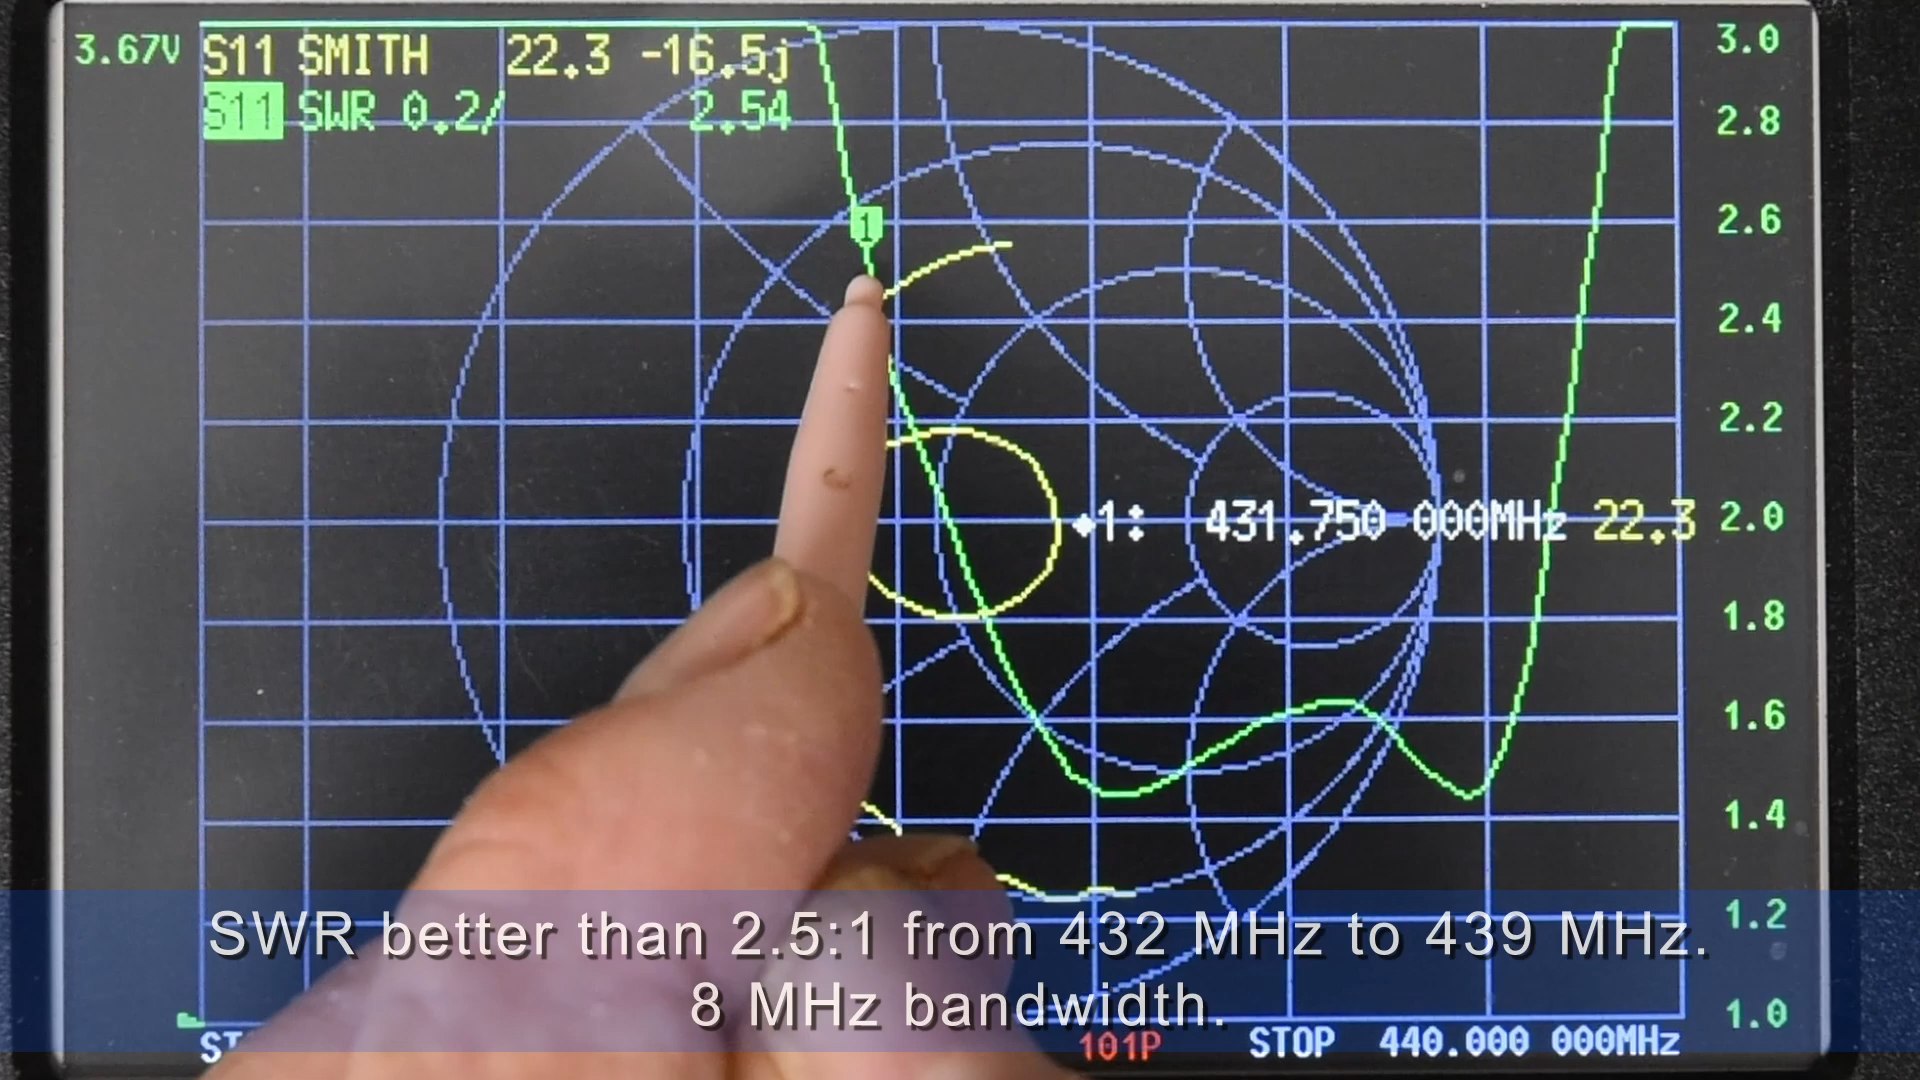 3.67V
S11 SMITH 22.3 -16.5j
S11 SWR 0.2/ 2.54
3.0
2.8
1
2.6
2.4
2.2
1: 431.750 000MHz 22.3
2.0
1.8
1.6
1.4
1.2
SWR better than 2.5:1 from 432 MHz to 439 MHz.
8 MHz bandwidth.
1.0
101P STOP 440.000 000MHz